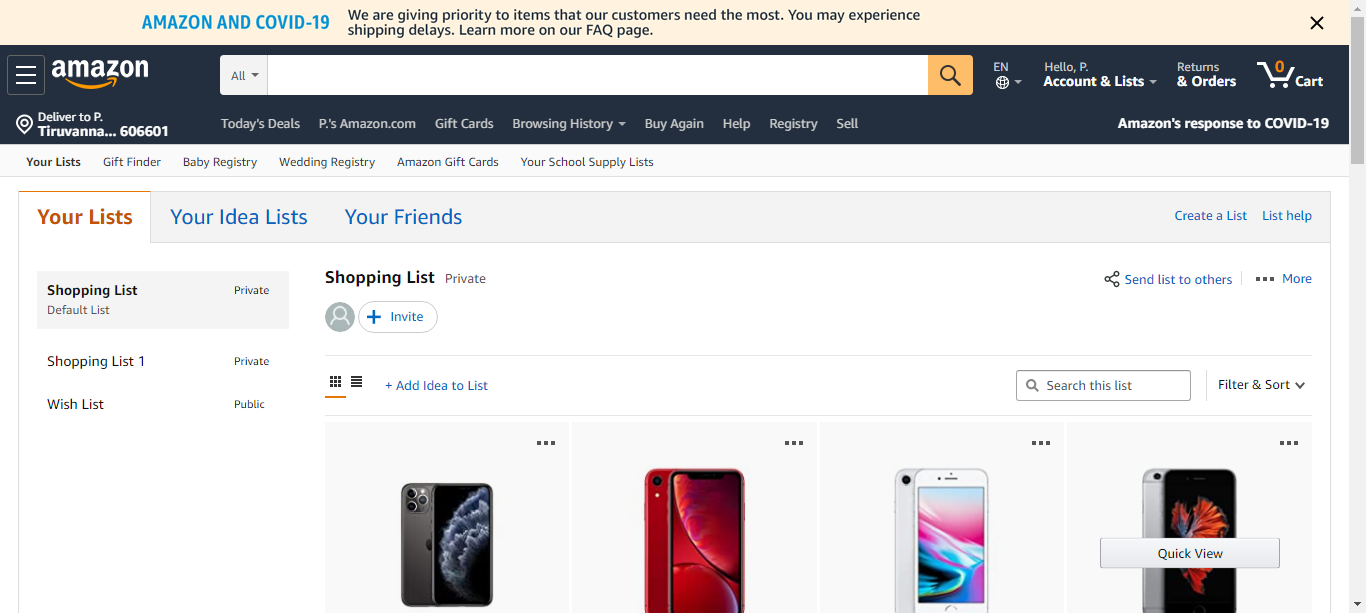 AMAZON AND COVID-19
We are giving priority to items that our customers need the most. You may experience
shipping delays. Learn more on our FAQ page.
amazon
All
EN
Hello, P.
Account & Lists
Returns
& Orders
0
Cart
Deliver to P.
Tiruvanna... 606601
Today's Deals
P.'s Amazon.com
Gift Cards
Browsing History
Buy Again
Help
Registry
Sell
Amazon's response to COVID-19
Your Lists
Gift Finder
Baby Registry
Wedding Registry
Amazon Gift Cards
Your School Supply Lists
Your Lists
Your Idea Lists
Your Friends
Create a List
List help
Shopping List
Private
Default List
Shopping List 1
Private
Wish List
Public
Shopping List
Private
Send list to others
More
Invite
+ Add Idea to List
Search this list
Filter & Sort
Quick View